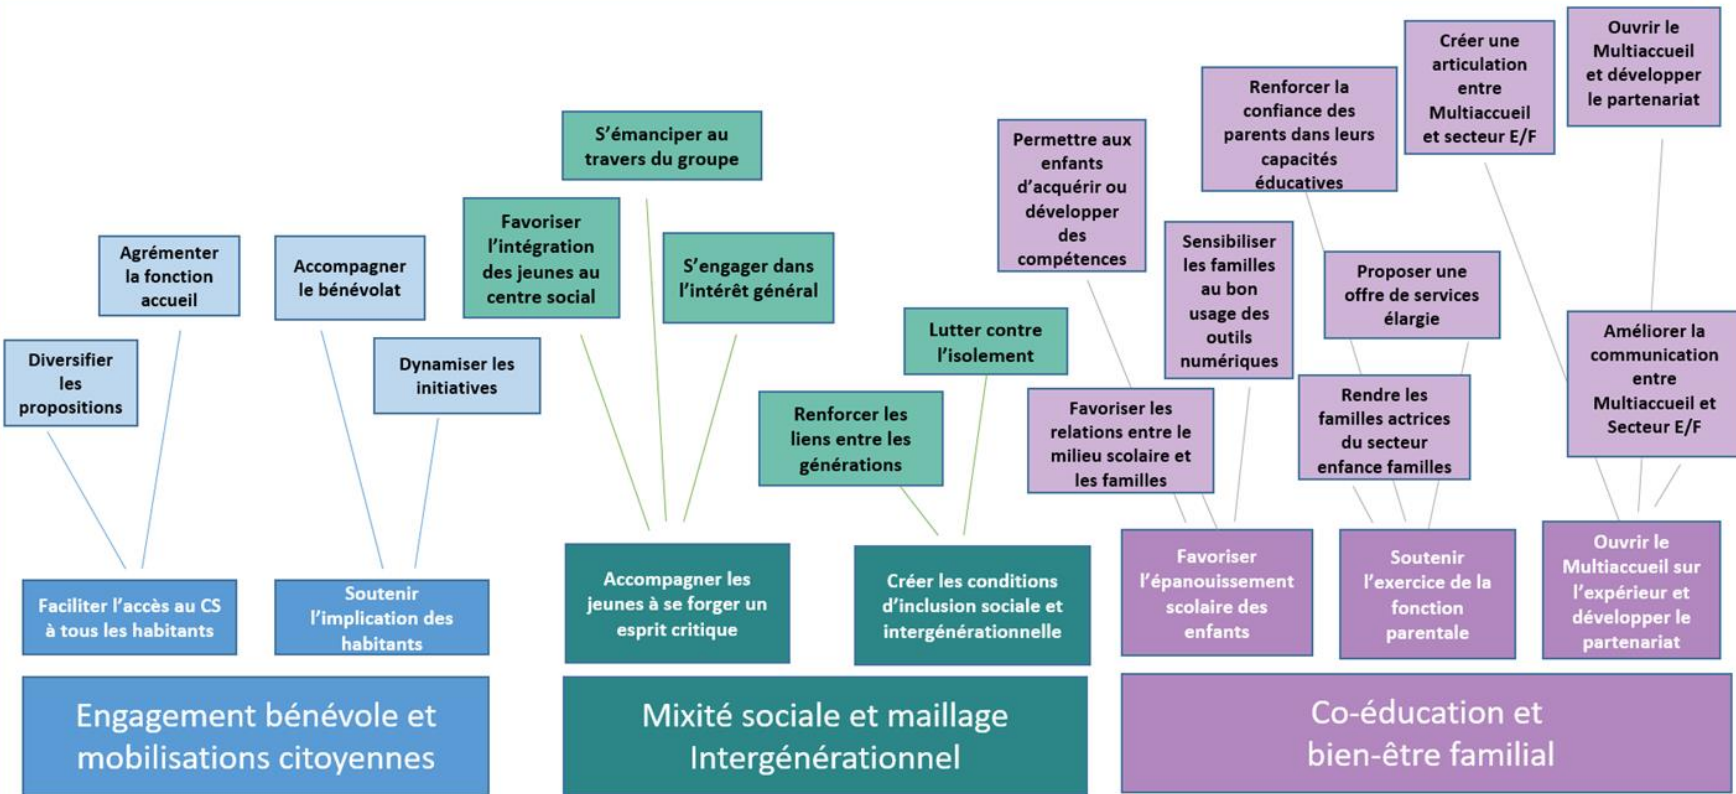 Diversifier
les
propositions
Agrémenter
la fonction
accueil
Accompagner
le bénévolat
Dynamiser les
initiatives
Faciliter l'accès au CS
à tous les habitants
Soutenir
l'implication des
habitants
Engagement bénévole et
mobilisations citoyennes
Favoriser
l'intégration
des jeunes au
centre social
S'émanciper au
travers du groupe
S'engager dans
l'intérêt général
Renforcer les
liens entre les
générations
Lutter contre
l'isolement
Accompagner les
jeunes à se forger un
esprit critique
Créer les conditions
d'inclusion sociale et
intergénérationnelle
Mixité sociale et maillage
Intergénérationnel
Permettre aux
enfants
d'acquérir ou
développer
des
compétences
Favoriser les
relations entre le
milieu scolaire et
les familles
Sensibiliser
les familles
au bon
usage des
outils
numériques
Renforcer la
confiance des
parents dans leurs
capacités
éducatives
Proposer une
offre de services
élargie
Rendre les
familles actrices
du secteur
enfance familles
Créer une
articulation
entre
Multiaccueil
et secteur E/F
Ouvrir le
Multiaccueil
et développer
le partenariat
Améliorer la
communication
entre
Multiaccueil et
Secteur E/F
Favoriser
l'épanouissement
scolaire des
enfants
Soutenir
l'exercice de la
fonction
parentale
Ouvrir le
Multiaccueil sur
l'expérieur et
développer le
partenariat
Co-éducation et
bien-être familial